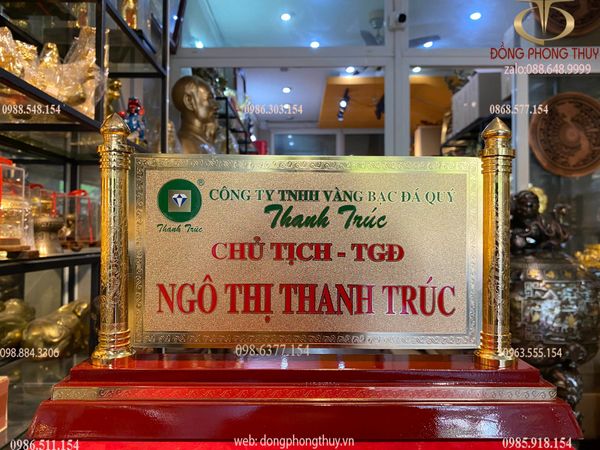 ĐỒNG PHONG THỦY
zalo:088.648.9999
0988.548.154
0986.303.154
0868.577.154
®
CÔNG TY TNHH VÀNG BẠC ĐÁ QUÝ
Thanh Trúc
Thanh Trúc
CHỦ TỊCH - TGĐ
NGÔ THỊ THANH TRÚC
098.884.3306
098.6377.154
0963.555.154
0986.511.154
web: dongphongthuy.vn
0985.918.154